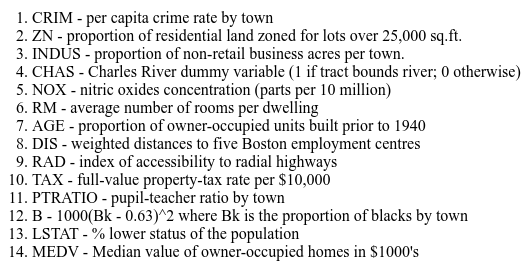 1. CRIM - per capita crime rate by town
2. ZN - proportion of residential land zoned for lots over 25,000 sq.ft.
3. INDUS - proportion of non-retail business acres per town.
4. CHAS - Charles River dummy variable (1 if tract bounds river; 0 otherwise)
5. NOX - nitric oxides concentration (parts per 10 million)
6. RM - average number of rooms per dwelling
7. AGE - proportion of owner-occupied units built prior to 1940
8. DIS - weighted distances to five Boston employment centres
9. RAD - index of accessibility to radial highways
10. TAX - full-value property-tax rate per $10,000
11. PTRATIO - pupil-teacher ratio by town
12. B - 1000(Bk - 0.63)^2 where Bk is the proportion of blacks by town
13. LSTAT - % lower status of the population
14. MEDV - Median value of owner-occupied homes in $1000's